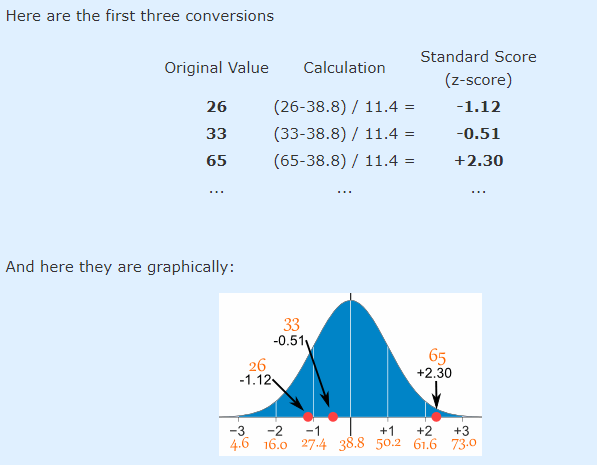 Here are the first three conversions
Original Value Calculation Standard Score
(z-score)
26 (26-38.8) / 11.4 = -1.12
33 (33-38.8) / 11.4 = -0.51
65 (65-38.8) / 11.4 = +2.30
... ... ...
And here they are graphically:
33
-0.51
26
-1.12
65
+2.30
-3 -2 -1 +1 +2 +3
4.6 16.0 27.4 38.8 50.2 61.6 73.0